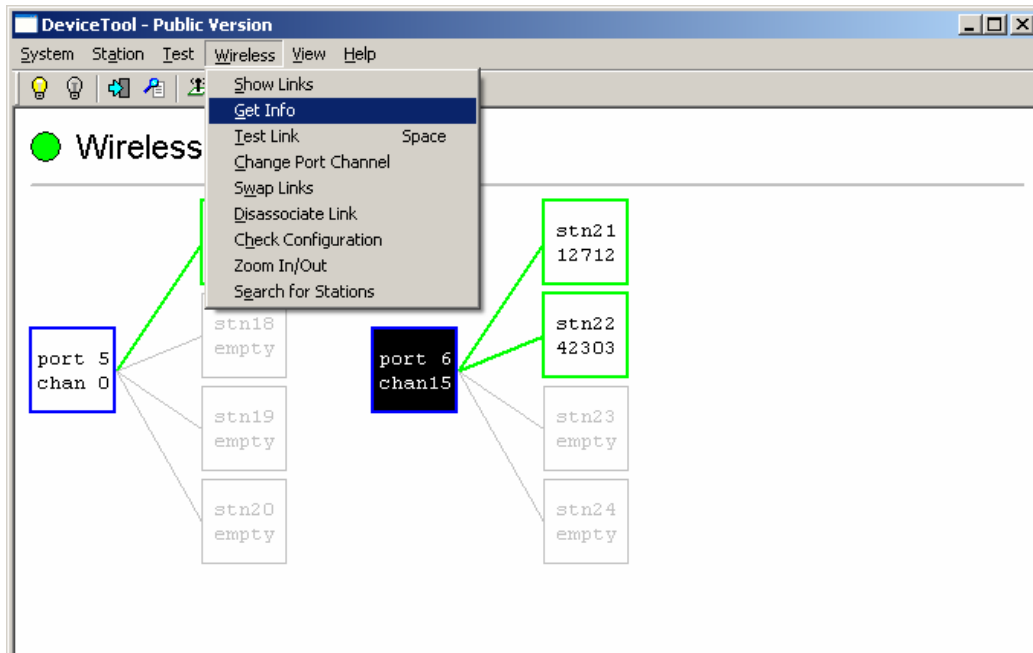 DeviceTool - Public Version
System Station Test Wireless View Help
Show Links
Get Info
Test Link Space
Change Port Channel
Swap Links
Disassociate Link
Check Configuration
Zoom In/Out
Search for Stations
Wireless
port 5
chan 0
stn18
empty
stn19
empty
stn20
empty
port 6
chan15
stn21
12712
stn22
42303
stn23
empty
stn24
empty